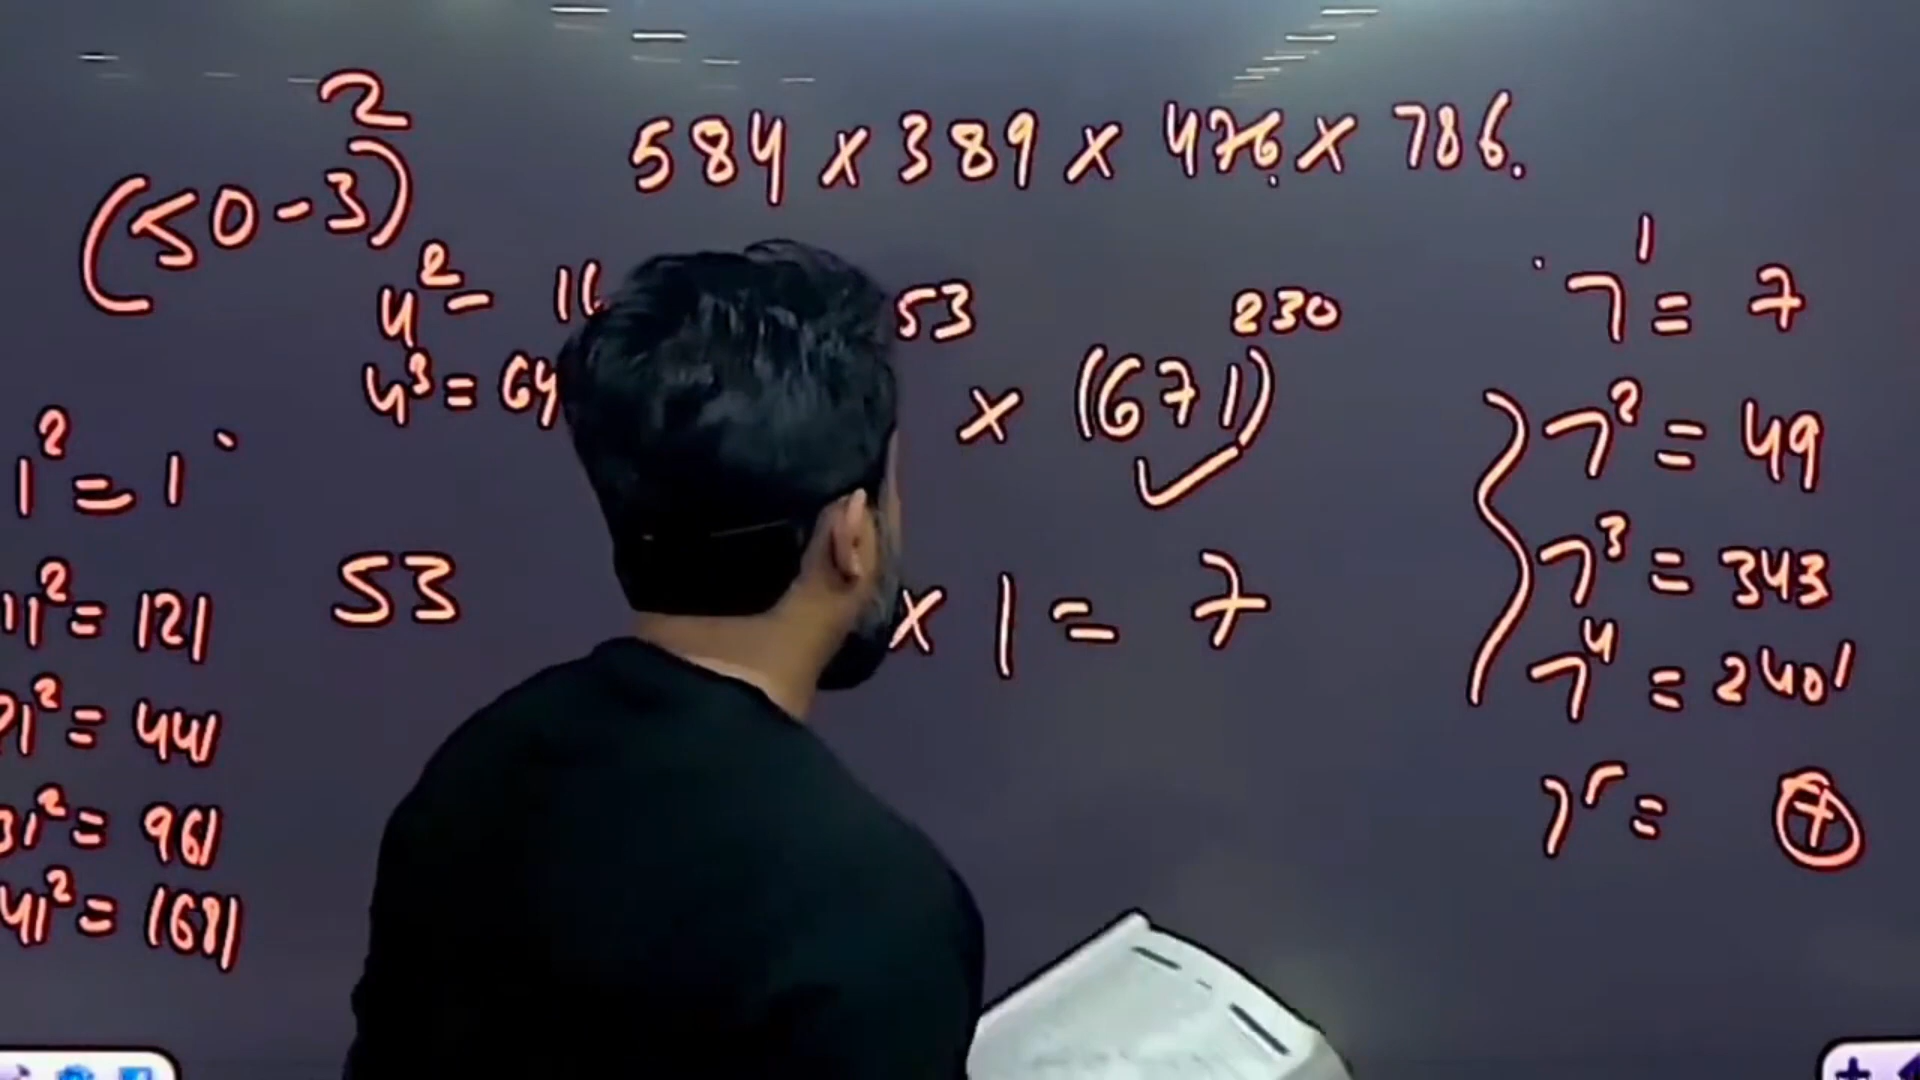 (50-3)²
584 × 389 × 476 × 786.
4² - 16
4³ = 64
53
× (671)²³⁰
1² = 1
11² = 121
21² = 441
31² = 961
41² = 1681
53
× 1 = 7
7¹ = 7
7² = 49
7³ = 343
7⁴ = 2401
7⁵ = 7